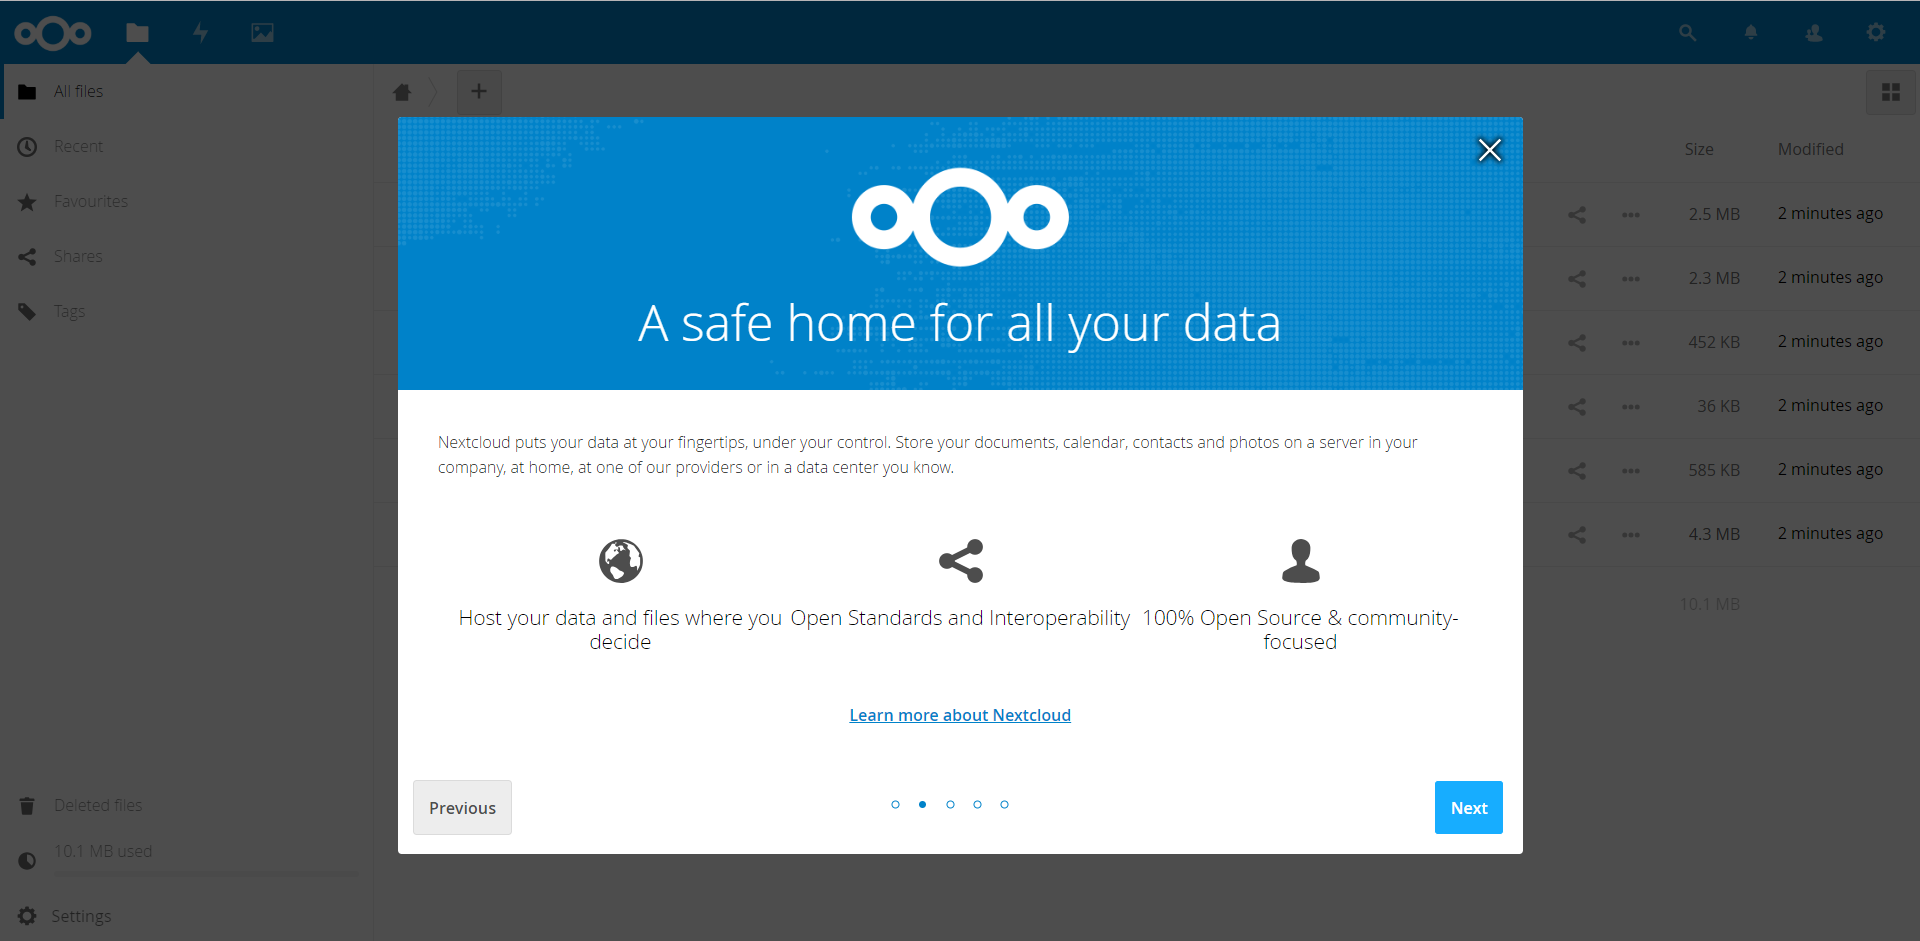 All files
Recent
Favourites
Shares
Tags
Size Modified
2.5 MB 2 minutes ago
2.3 MB 2 minutes ago
452 KB 2 minutes ago
36 KB 2 minutes ago
585 KB 2 minutes ago
4.3 MB 2 minutes ago
10.1 MB
A safe home for all your data
Nextcloud puts your data at your fingertips, under your control. Store your documents, calendar, contacts and photos on a server in your
company, at home, at one of our providers or in a data center you know.
Host your data and files where you
decide
Open Standards and Interoperability
100% Open Source & community-
focused
Learn more about Nextcloud
Previous
Next
Deleted files
10.1 MB used
Settings